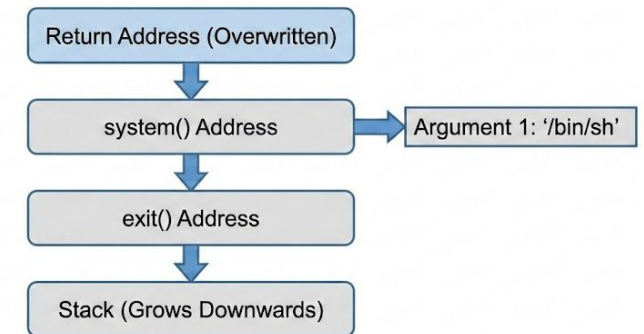 Return Address (Overwritten)
system() Address
Argument 1: ‘/bin/sh’
exit() Address
Stack (Grows Downwards)